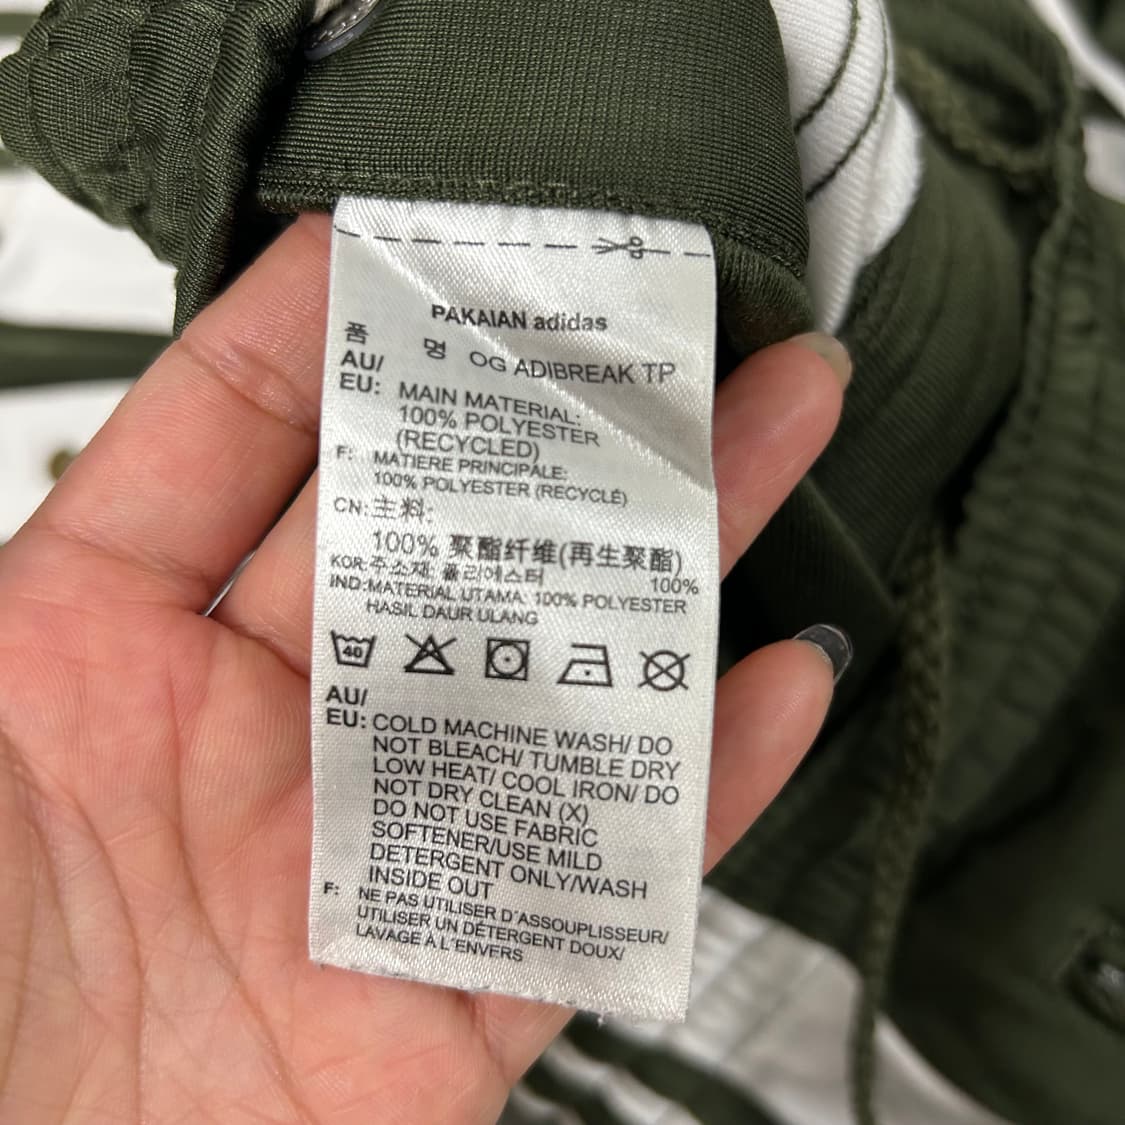 PAKAIAN adidas
품 명 OG ADIBREAK TP
AU/
EU: MAIN MATERIAL:
100% POLYESTER
(RECYCLED)
F: MATIERE PRINCIPALE:
100% POLYESTER (RECYCLÉ)
CN: 主料:
100% 聚酯纤维(再生聚酯)
KOR: 주소재: 폴리에스터 100%
IND: MATERIAL UTAMA: 100% POLYESTER
HASIL DAUR ULANG
40
AU/
EU: COLD MACHINE WASH/ DO
NOT BLEACH/ TUMBLE DRY
LOW HEAT/ COOL IRON/ DO
NOT DRY CLEAN (X)
DO NOT USE FABRIC
SOFTENER/USE MILD
DETERGENT ONLY/WASH
INSIDE OUT
F: NE PAS UTILISER D´ASSOUPLISSEUR/
UTILISER UN DÉTERGENT DOUX/
LAVAGE À L´ENVERS